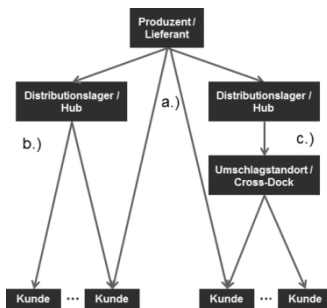 Produzent /
Lieferant
Distributionslager /
Hub
a.)
Distributionslager /
Hub
b.)
c.)
Umschlagstandort /
Cross-Dock
Kunde ... Kunde Kunde ... Kunde